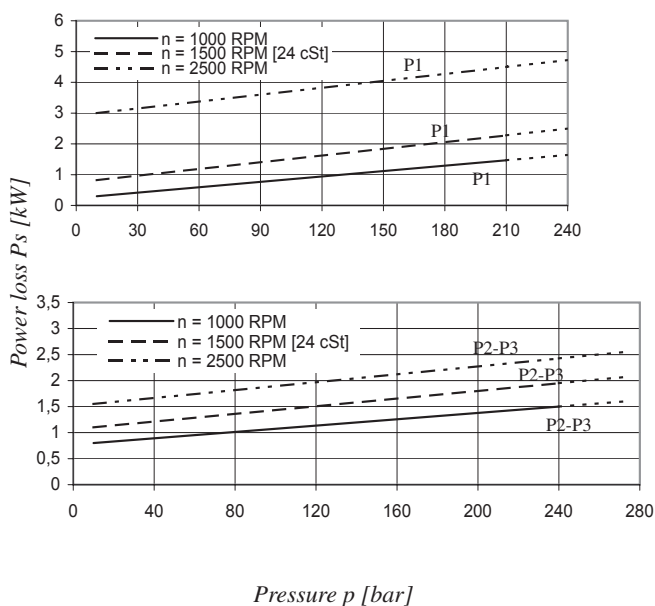 6
n = 1000 RPM
n = 1500 RPM [24 cSt]
n = 2500 RPM
5
P1
4
3
P1
2
1
P1
0
0 30 60 90 120 150 180 210 240
Power loss Ps [kW]
3,5
n = 1000 RPM
3
n = 1500 RPM [24 cSt]
n = 2500 RPM
P2-P3
2,5
P2-P3
2
1,5
P2-P3
1
0,5
0
0 40 80 120 160 200 240 280
Pressure p [bar]